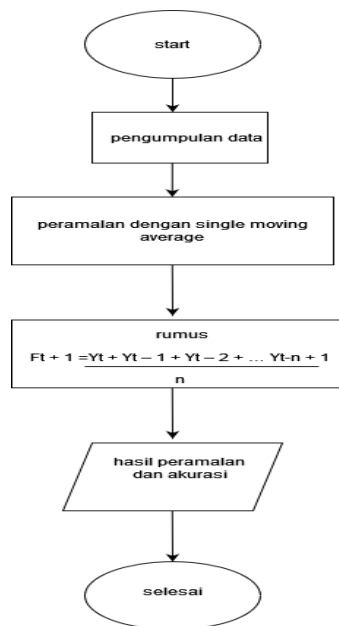 start
pengumpulan data
peramalan dengan single moving
average
rumus
Ft + 1 =Yt + Yt – 1 + Yt – 2 + ... Yt-n + 1
n
hasil peramalan
dan akurasi
selesai